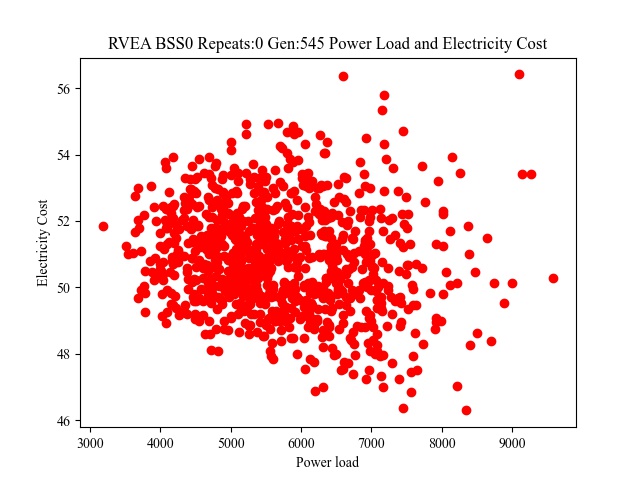 RVEA BSS0 Repeats:0 Gen:545 Power Load and Electricity Cost
56
54
52
50
48
46
Electricity Cost
3000 4000 5000 6000 7000 8000 9000
Power load